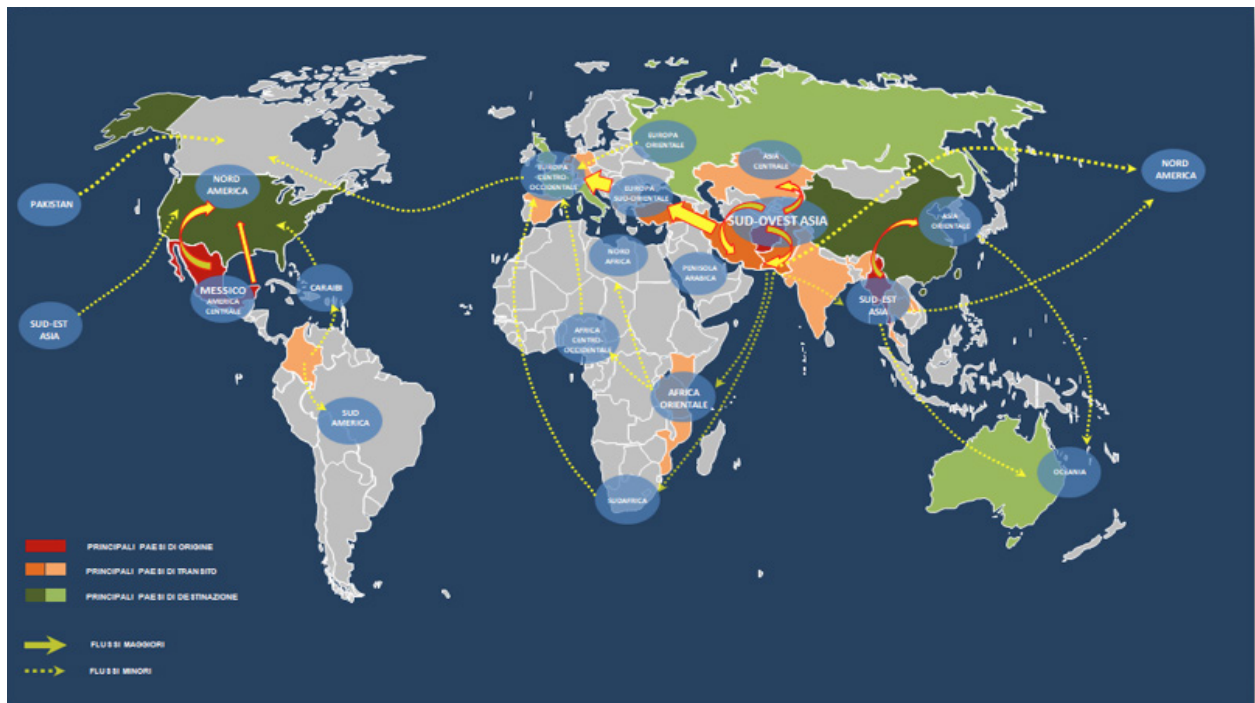 EUROPA
ORIENTALE
ASIA
CENTRALE
NORD
AMERICA
EUROPA
CENTRO-
OCCIDENTALE
EUROPA
SUD-ORIENTALE
NORD
AMERICA
PAKISTAN
SUD-OVEST ASIA
ASIA
ORIENTALE
NORD
AFRICA
PENISOLA
ARABICA
MESSICO
AMERICA
CENTRALE
CARAIBI
SUD-EST
ASIA
SUD-EST
ASIA
AFRICA
CENTRO-
OCCIDENTALE
AFRICA
ORIENTALE
SUD
AMERICA
OCEANIA
SUDAFRICA
PRINCIPALI PAESI DI ORIGINE
PRINCIPALI PAESI DI TRANSITO
PRINCIPALI PAESI DI DESTINAZIONE
FLUSSI MAGGIORI
FLUSSI MINORI